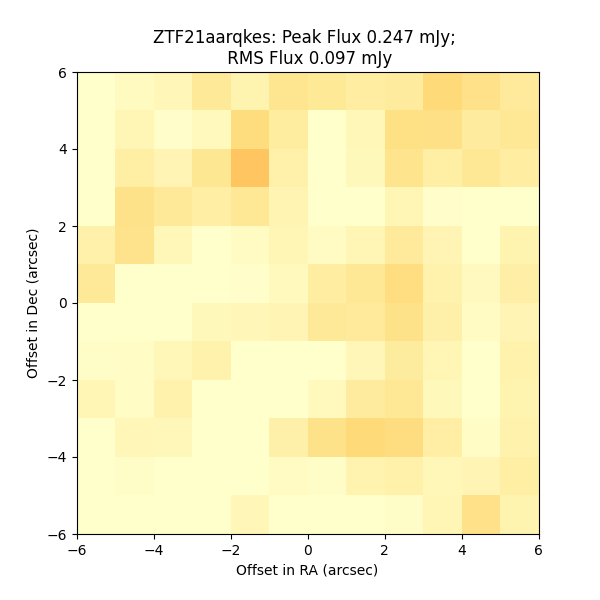 ZTF21aarqkes: Peak Flux 0.247 mJy;
RMS Flux 0.097 mJy
6
4
2
0
−2
−4
−6
Offset in Dec (arcsec)
−6 −4 −2 0 2 4 6
Offset in RA (arcsec)